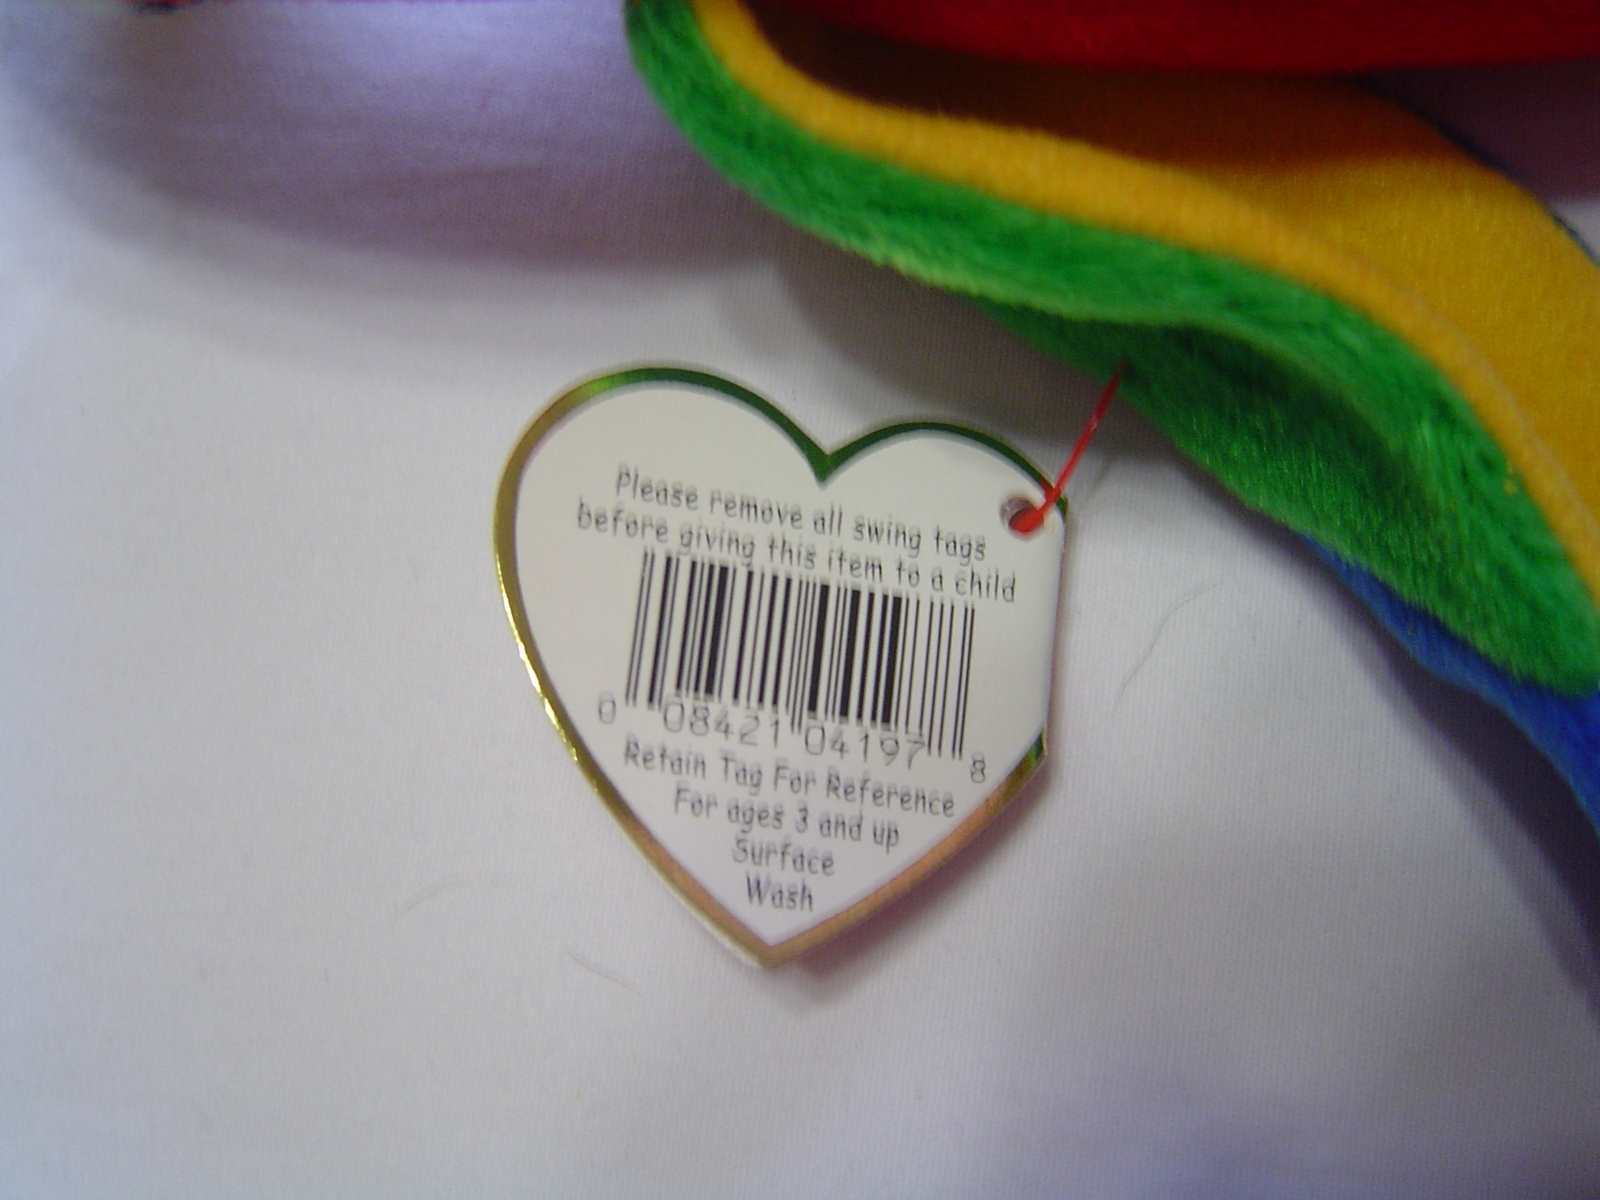 Please remove all swing tags
before giving this item to a child
0 08421 04197 8
Retain Tag For Reference
For ages 3 and up
Surface
Wash